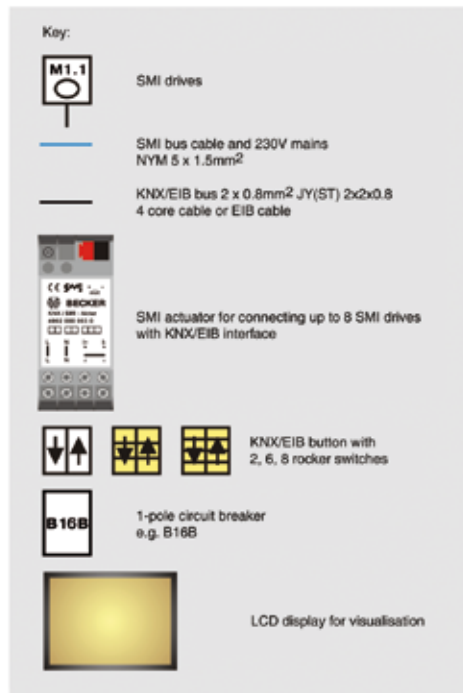 Key:
M1.1
SMI drives
SMI bus cable and 230V mains
NYM 5 x 1.5mm2
KNX/EIB bus 2 x 0.8mm2 JY(ST) 2x2x0.8
4 core cable or EIB cable
CE SMI
BECKER
SMI actuator for connecting up to 8 SMI drives
with KNX/EIB interface
KNX/EIB button with
2, 6, 8 rocker switches
B16B
1-pole circuit breaker
e.g. B16B
LCD display for visualisation